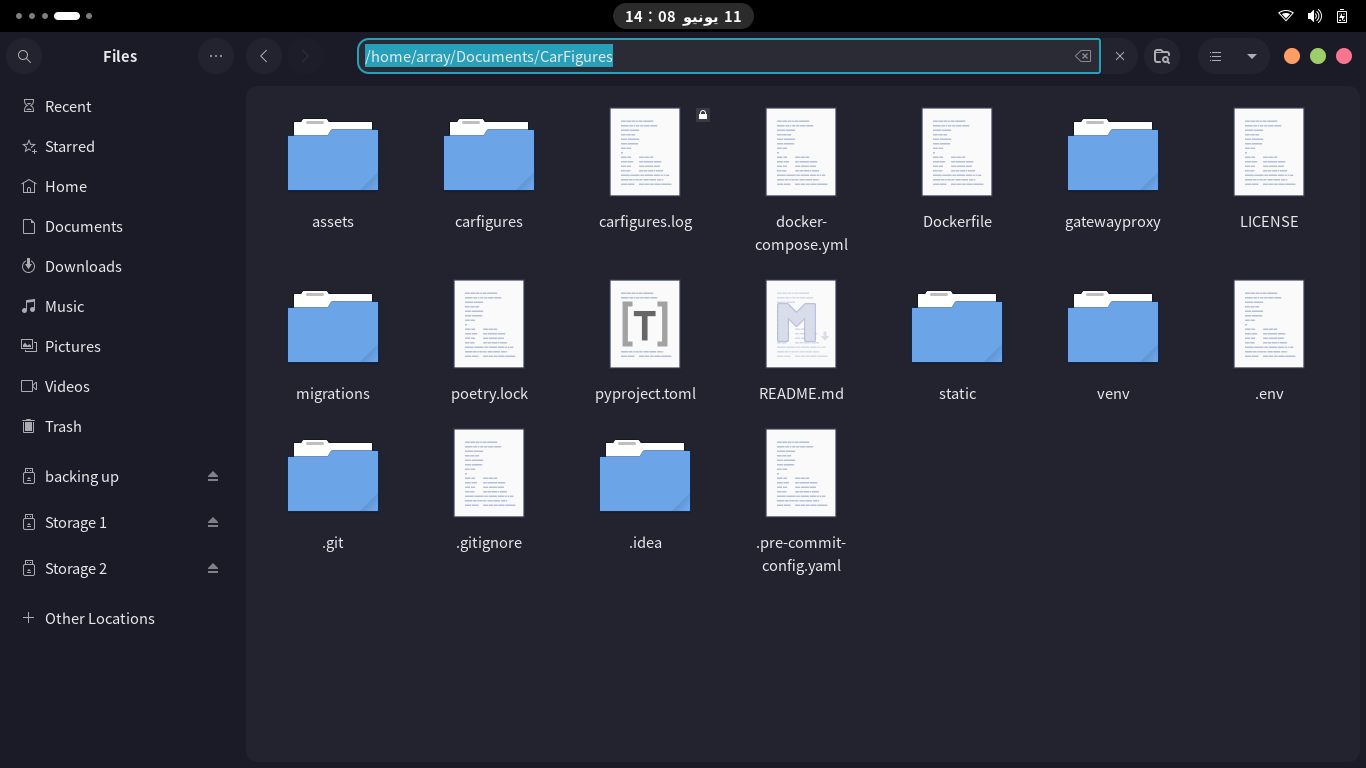 11 يونيو 14 : 08
Files
/home/array/Documents/CarFigures
Recent
Starred
Home
Documents
Downloads
Music
Pictures
Videos
Trash
backing up
Storage 1
Storage 2
Other Locations
assets
carfigures
carfigures.log
docker-
compose.yml
Dockerfile
gatewayproxy
LICENSE
migrations
poetry.lock
pyproject.toml
README.md
static
venv
.env
.git
.gitignore
.idea
.pre-commit-
config.yaml